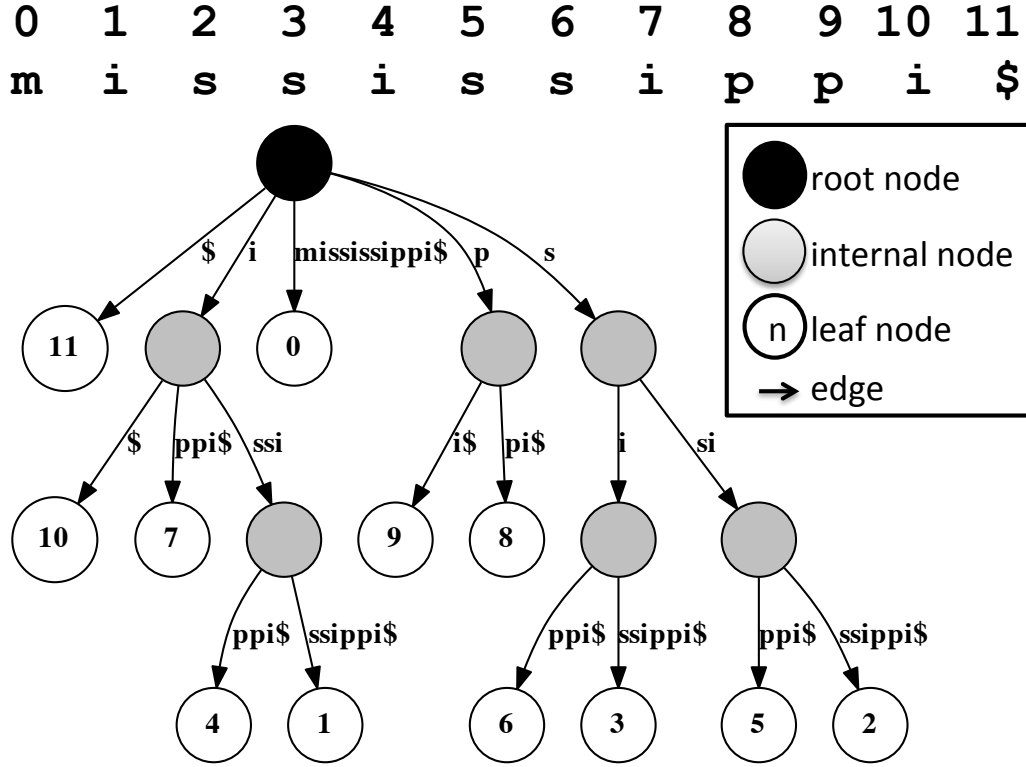 0 1 2 3 4 5 6 7 8 9 10 11
m i s s i s s i p p i $
root node
internal node
n leaf node
edge
$ i mississippi$ p s
11 0
$ ppi$ ssi i$ pi$ i si
10 7 9 8
ppi$ ssippi$ ppi$ ssippi$ ppi$ ssippi$
4 1 6 3 5 2